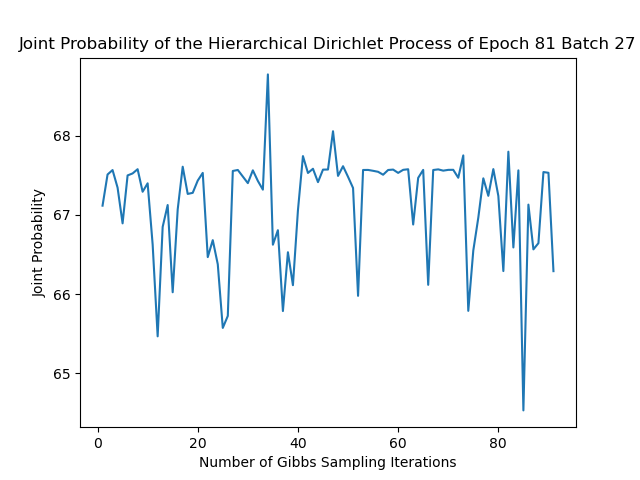 Joint Probability of the Hierarchical Dirichlet Process of Epoch 81 Batch 27
68
67
66
65
Joint Probability
0 20 40 60 80
Number of Gibbs Sampling Iterations